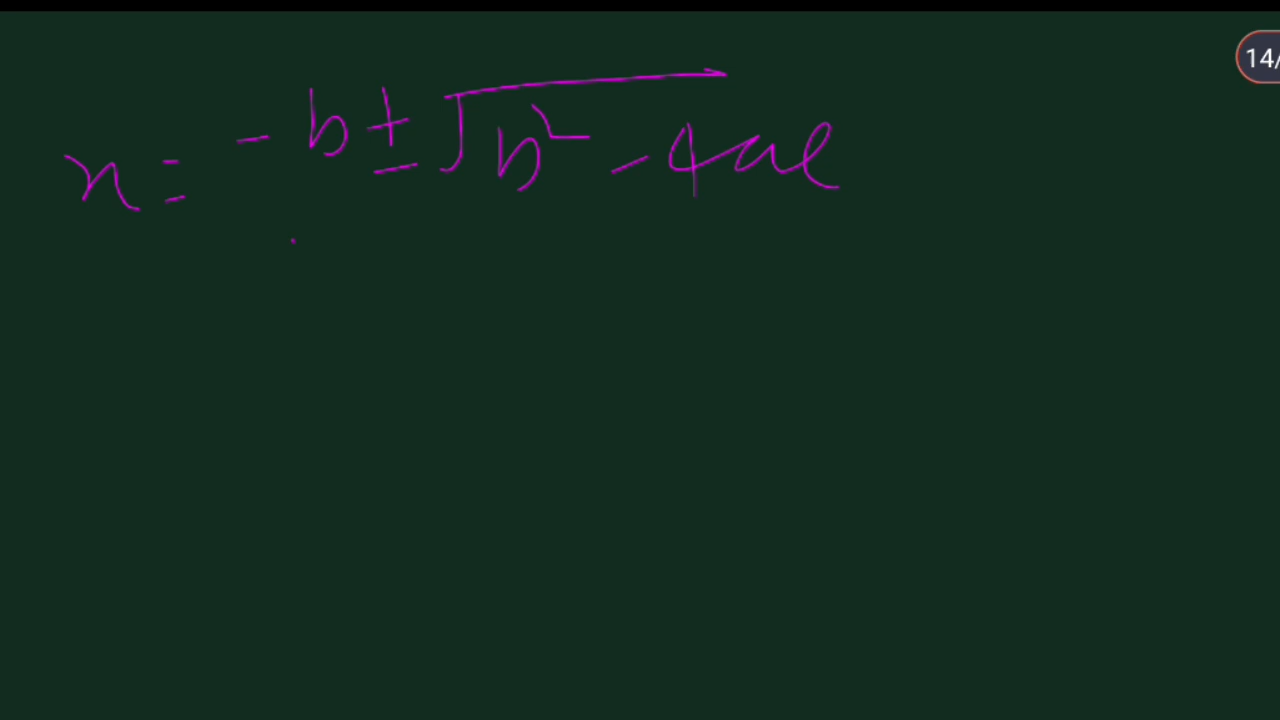 x = - b ± √b² - 4ac
14/